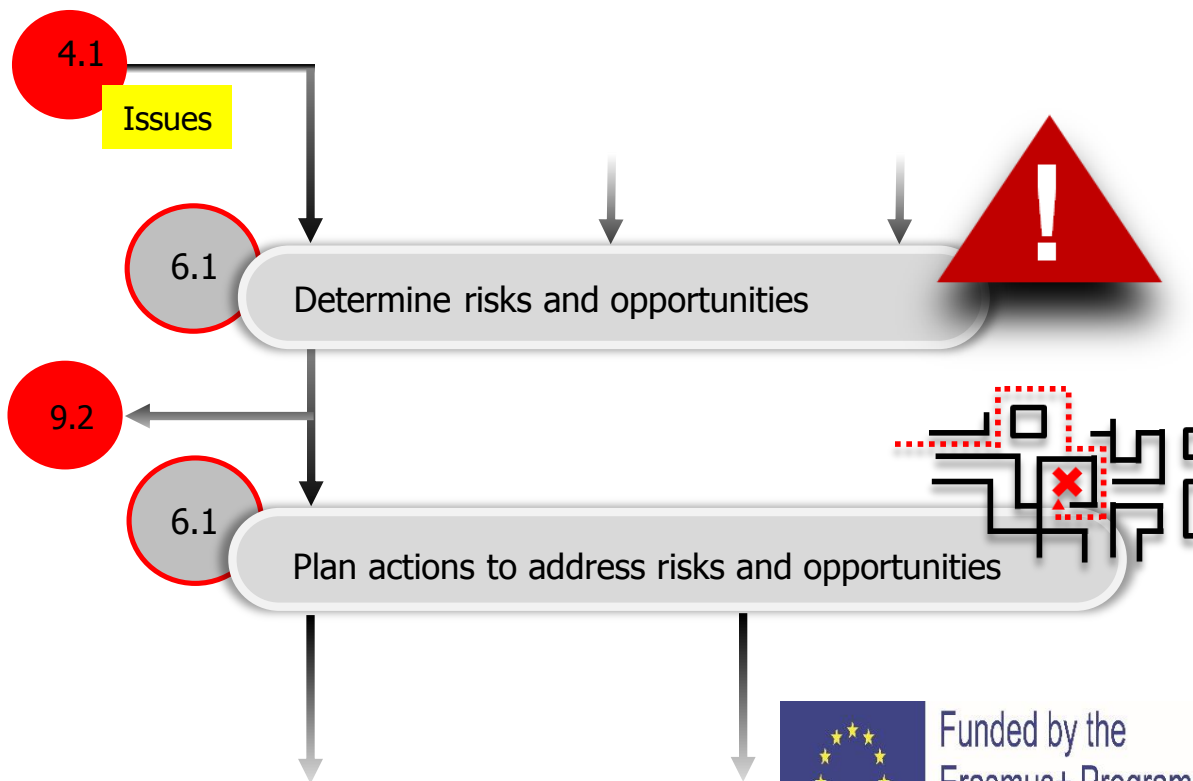 4.1
Issues
!
6.1
Determine risks and opportunities
9.2
6.1
Plan actions to address risks and opportunities
Funded by the